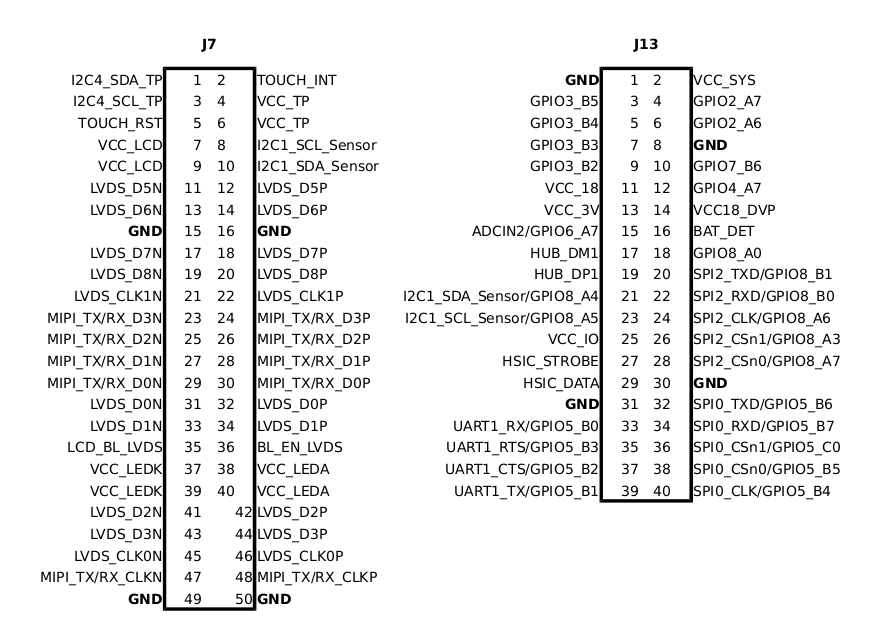 J7
I2C4_SDA_TP 1 2 TOUCH_INT
I2C4_SCL_TP 3 4 VCC_TP
TOUCH_RST 5 6 VCC_TP
VCC_LCD 7 8 I2C1_SCL_Sensor
VCC_LCD 9 10 I2C1_SDA_Sensor
LVDS_D5N 11 12 LVDS_D5P
LVDS_D6N 13 14 LVDS_D6P
GND 15 16 GND
LVDS_D7N 17 18 LVDS_D7P
LVDS_D8N 19 20 LVDS_D8P
LVDS_CLK1N 21 22 LVDS_CLK1P
MIPI_TX/RX_D3N 23 24 MIPI_TX/RX_D3P
MIPI_TX/RX_D2N 25 26 MIPI_TX/RX_D2P
MIPI_TX/RX_D1N 27 28 MIPI_TX/RX_D1P
MIPI_TX/RX_D0N 29 30 MIPI_TX/RX_D0P
LVDS_D0N 31 32 LVDS_D0P
LVDS_D1N 33 34 LVDS_D1P
LCD_BL_LVDS 35 36 BL_EN_LVDS
VCC_LEDK 37 38 VCC_LEDA
VCC_LEDK 39 40 VCC_LEDA
LVDS_D2N 41 42 LVDS_D2P
LVDS_D3N 43 44 LVDS_D3P
LVDS_CLK0N 45 46 LVDS_CLK0P
MIPI_TX/RX_CLKN 47 48 MIPI_TX/RX_CLKP
GND 49 50 GND
J13
GND 1 2 VCC_SYS
GPIO3_B5 3 4 GPIO2_A7
GPIO3_B4 5 6 GPIO2_A6
GPIO3_B3 7 8 GND
GPIO3_B2 9 10 GPIO7_B6
VCC_18 11 12 GPIO4_A7
VCC_3V 13 14 VCC18_DVP
ADCIN2/GPIO6_A7 15 16 BAT_DET
HUB_DM1 17 18 GPIO8_A0
HUB_DP1 19 20 SPI2_TXD/GPIO8_B1
I2C1_SDA_Sensor/GPIO8_A4 21 22 SPI2_RXD/GPIO8_B0
I2C1_SCL_Sensor/GPIO8_A5 23 24 SPI2_CLK/GPIO8_A6
VCC_IO 25 26 SPI2_CSn1/GPIO8_A3
HSIC_STROBE 27 28 SPI2_CSn0/GPIO8_A7
HSIC_DATA 29 30 GND
GND 31 32 SPI0_TXD/GPIO5_B6
UART1_RX/GPIO5_B0 33 34 SPI0_RXD/GPIO5_B7
UART1_RTS/GPIO5_B3 35 36 SPI0_CSn1/GPIO5_C0
UART1_CTS/GPIO5_B2 37 38 SPI0_CSn0/GPIO5_B5
UART1_TX/GPIO5_B1 39 40 SPI0_CLK/GPIO5_B4